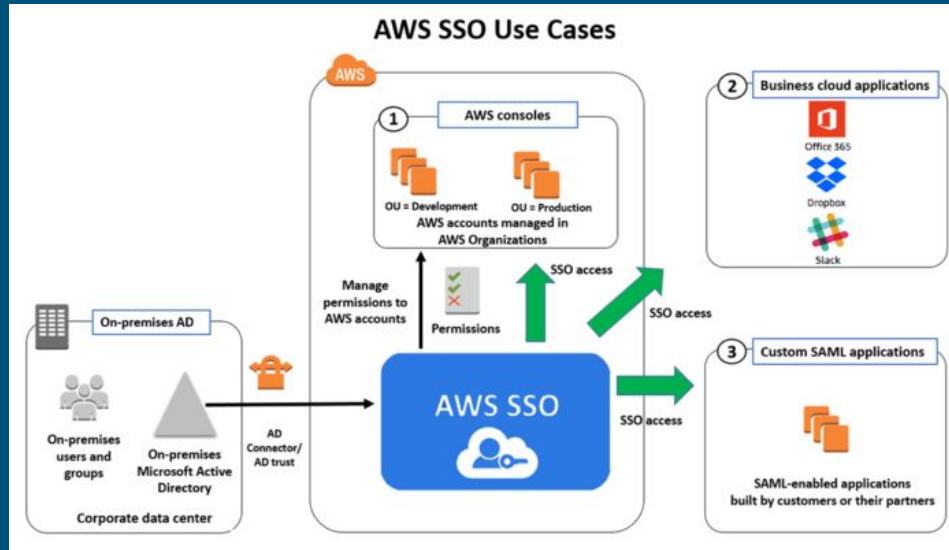 AWS SSO Use Cases
AWS
1
AWS consoles
OU = Development
OU = Production
AWS accounts managed in
AWS Organizations
2
Business cloud applications
Office 365
Dropbox
Slack
Manage
permissions to
AWS accounts
Permissions
SSO access
SSO access
On-premises AD
On-premises
users and
groups
On-premises
Microsoft Active
Directory
Corporate data center
AD
Connector/
AD trust
AWS SSO
SSO access
3
Custom SAML applications
SAML-enabled applications
built by customers or their partners